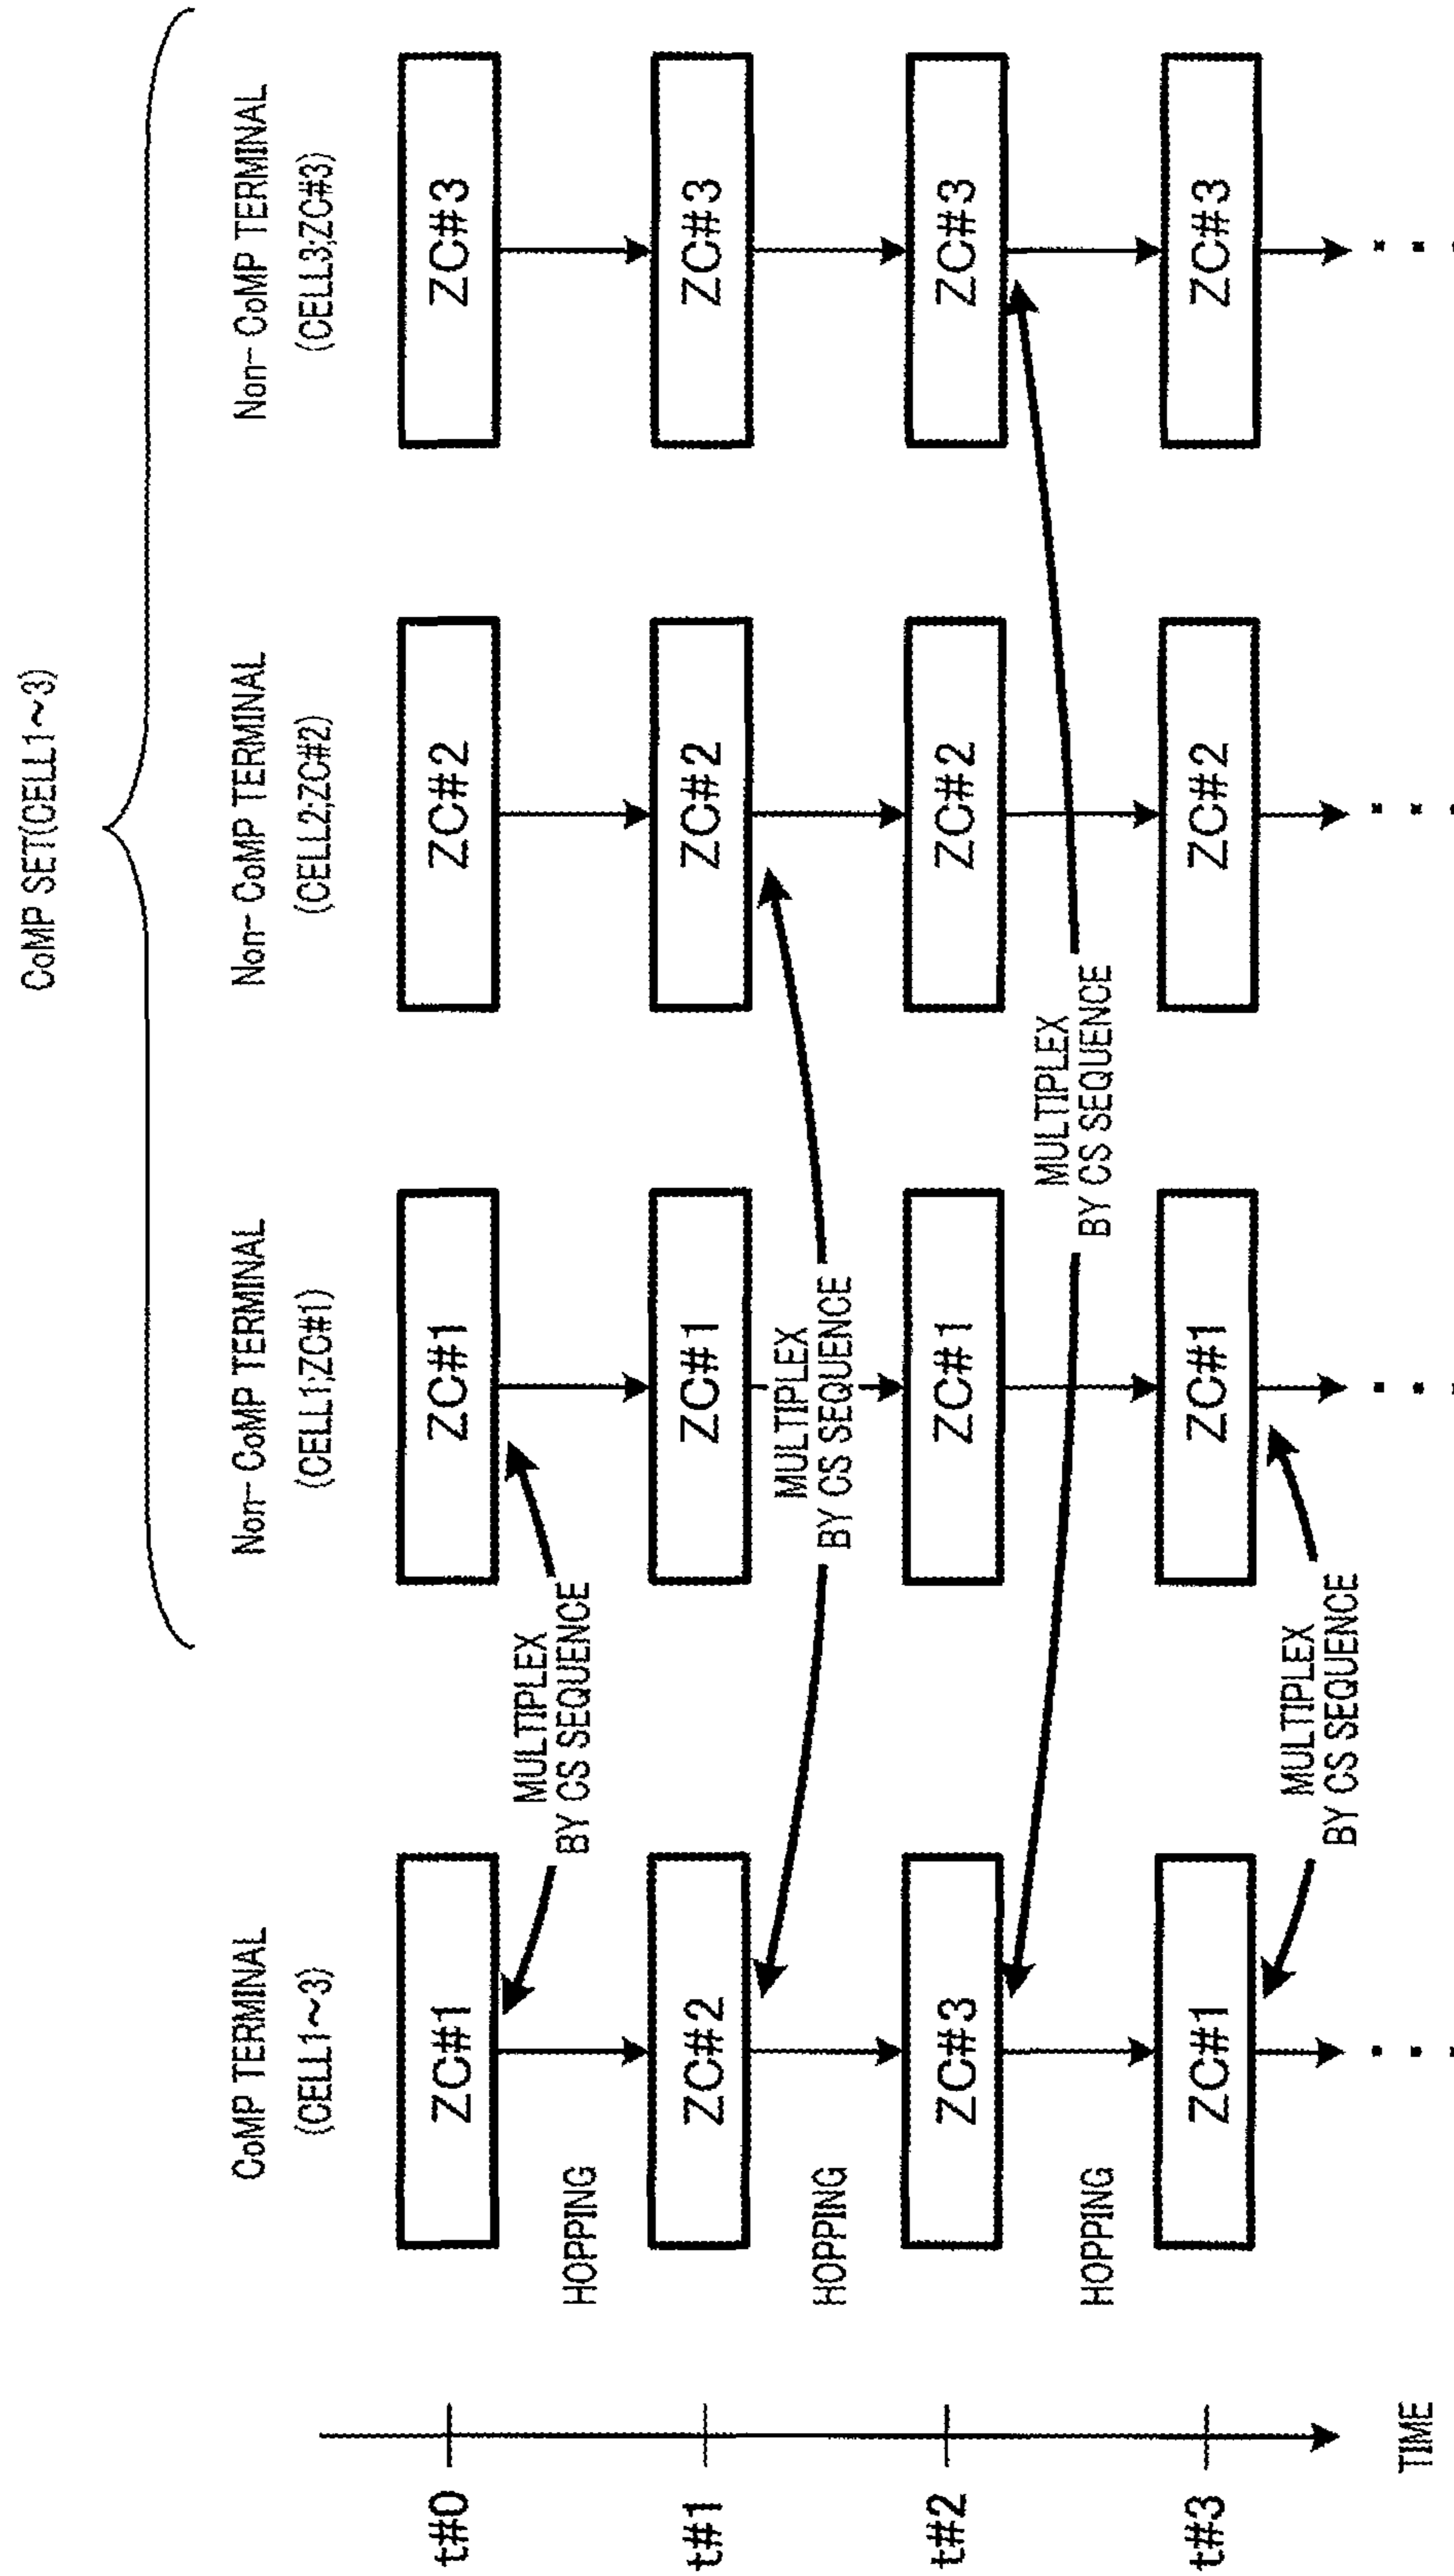 CoMP SET(CELL1~3)
CoMP TERMINAL
(CELL1~3)
Non- CoMP TERMINAL
(CELL1;ZC#1)
Non- CoMP TERMINAL
(CELL2;ZC#2)
Non- CoMP TERMINAL
(CELL3;ZC#3)
t#0
ZC#1
ZC#1
ZC#2
ZC#3
HOPPING
MULTIPLEX
BY CS SEQUENCE
t#1
ZC#2
ZC#1
ZC#2
ZC#3
HOPPING
MULTIPLEX
BY CS SEQUENCE
t#2
ZC#3
ZC#1
ZC#2
ZC#3
HOPPING
MULTIPLEX
BY CS SEQUENCE
t#3
ZC#1
ZC#1
ZC#2
ZC#3
MULTIPLEX
BY CS SEQUENCE
TIME